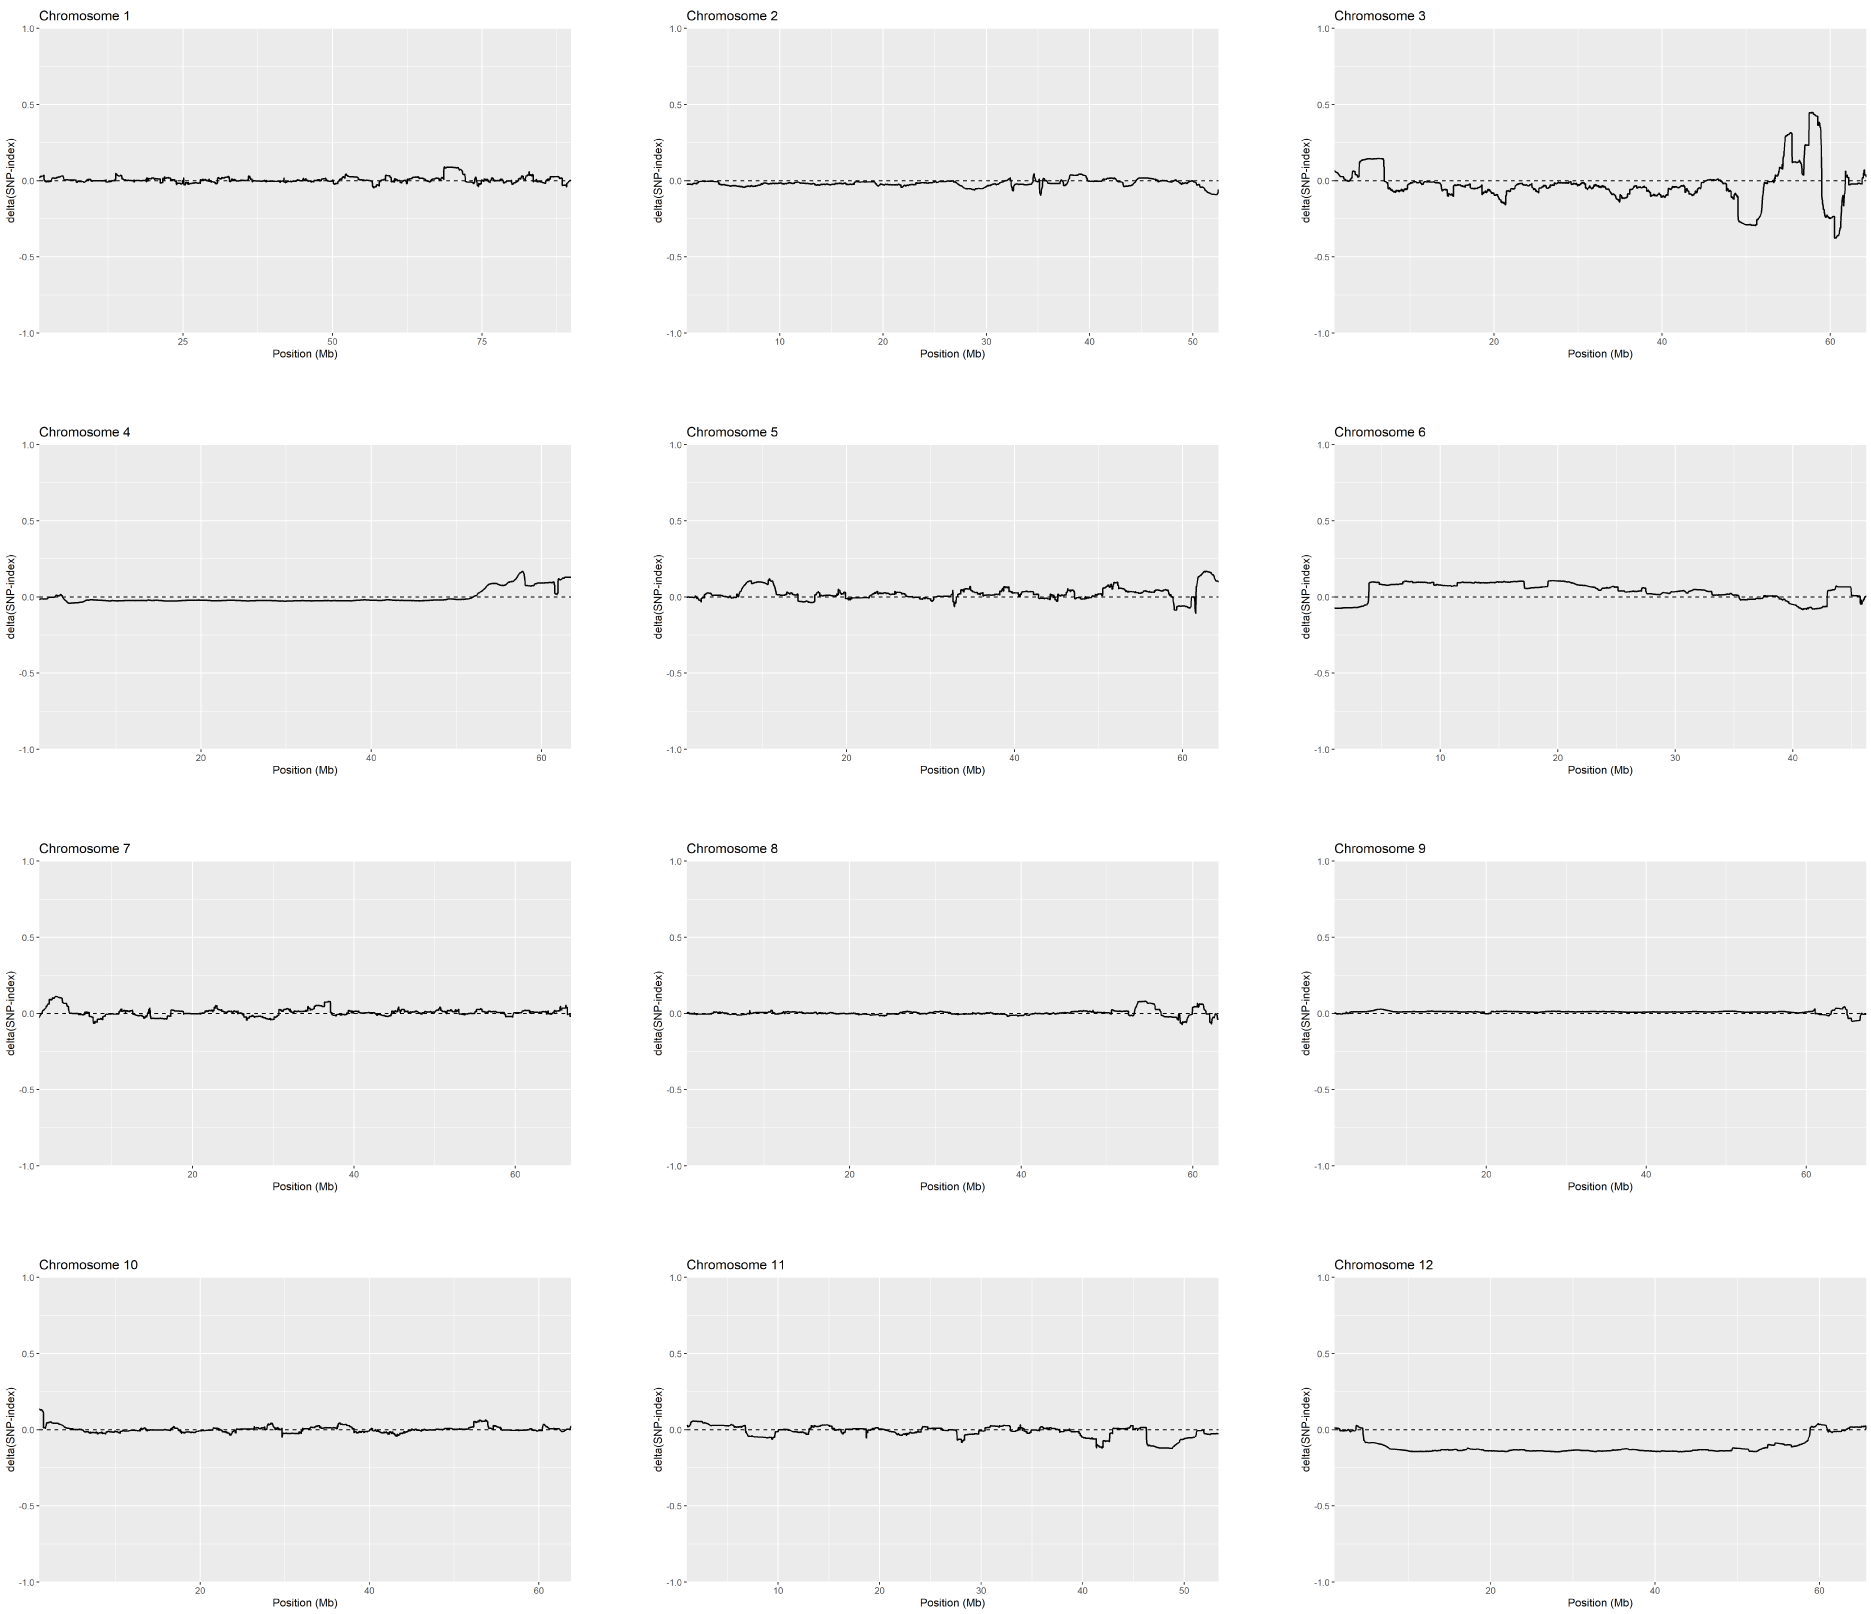 Chromosome 1
1.0
0.5
0.0
-0.5
-1.0
delta(SNP-index)
25 50 75
Position (Mb)
Chromosome 2
1.0
0.5
0.0
-0.5
-1.0
delta(SNP-index)
10 20 30 40 50
Position (Mb)
Chromosome 3
1.0
0.5
0.0
-0.5
-1.0
delta(SNP-index)
20 40 60
Position (Mb)
Chromosome 4
1.0
0.5
0.0
-0.5
-1.0
delta(SNP-index)
20 40 60
Position (Mb)
Chromosome 5
1.0
0.5
0.0
-0.5
-1.0
delta(SNP-index)
20 40 60
Position (Mb)
Chromosome 6
1.0
0.5
0.0
-0.5
-1.0
delta(SNP-index)
10 20 30 40
Position (Mb)
Chromosome 7
1.0
0.5
0.0
-0.5
-1.0
delta(SNP-index)
20 40 60
Position (Mb)
Chromosome 8
1.0
0.5
0.0
-0.5
-1.0
delta(SNP-index)
20 40 60
Position (Mb)
Chromosome 9
1.0
0.5
0.0
-0.5
-1.0
delta(SNP-index)
20 40 60
Position (Mb)
Chromosome 10
1.0
0.5
0.0
-0.5
-1.0
delta(SNP-index)
20 40 60
Position (Mb)
Chromosome 11
1.0
0.5
0.0
-0.5
-1.0
delta(SNP-index)
10 20 30 40 50
Position (Mb)
Chromosome 12
1.0
0.5
0.0
-0.5
-1.0
delta(SNP-index)
20 40 60
Position (Mb)